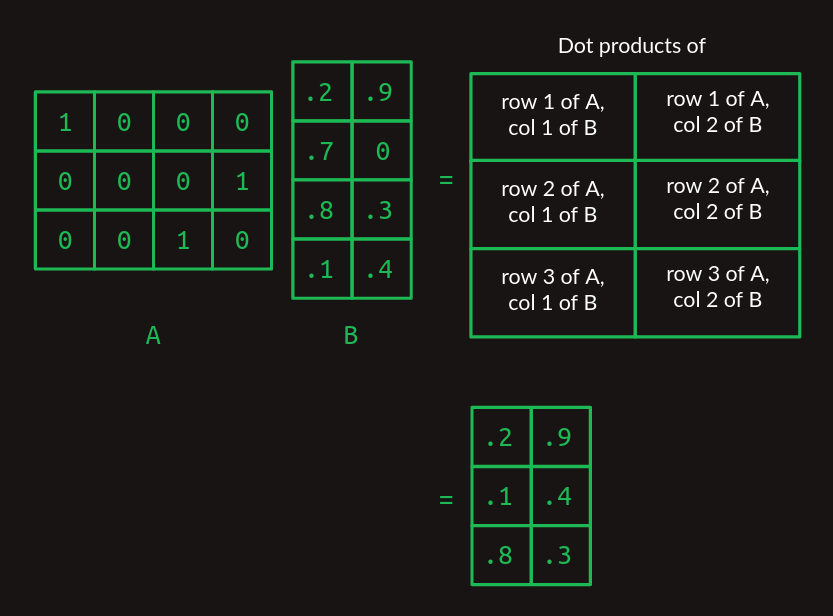 Dot products of
1 0 0 0
0 0 0 1
0 0 1 0
A
.2 .9
.7 0
.8 .3
.1 .4
B
=
row 1 of A,
col 1 of B
row 1 of A,
col 2 of B
row 2 of A,
col 1 of B
row 2 of A,
col 2 of B
row 3 of A,
col 1 of B
row 3 of A,
col 2 of B
=
.2 .9
.1 .4
.8 .3